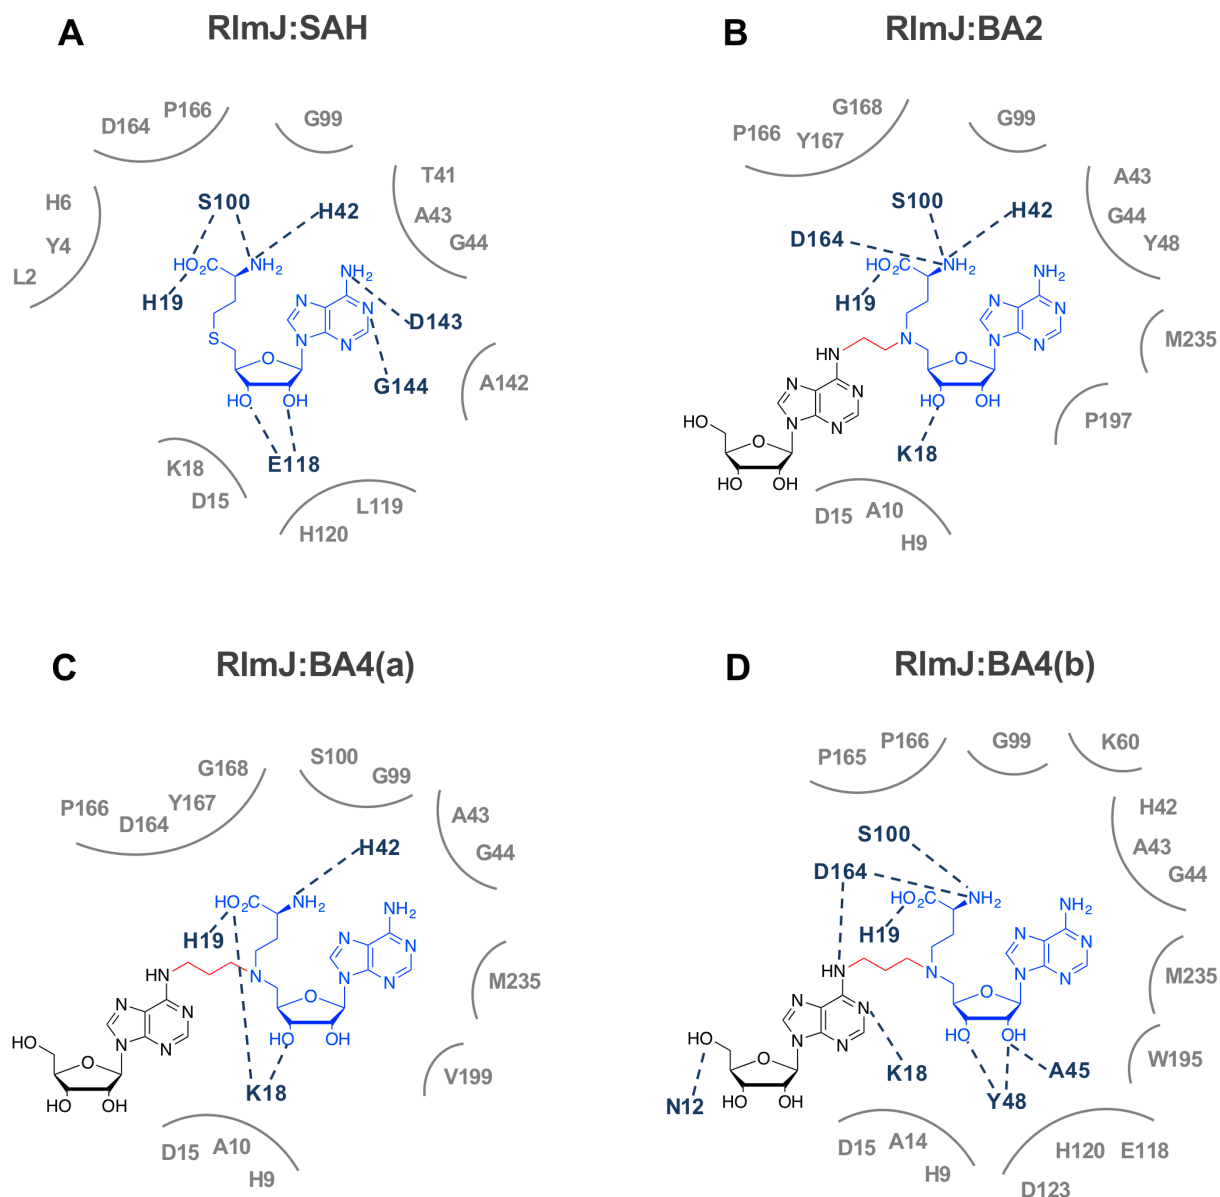 A
RlmJ:SAH
P166
D164
G99
T41
H6
S100
H42
A43
Y4
G44
L2
HO2C
NH2
NH2
H19
N
N
D143
S
N
N
O
A142
G144
HO
OH
K18
E118
D15
L119
H120
B
RlmJ:BA2
G168
G99
P166
Y167
A43
S100
H42
G44
D164
Y48
HO2C
NH2
NH2
H19
N
N
M235
N
N
N
HN
O
N
N
HO
OH
P197
HO
N
N
O
K18
HO
OH
D15
A10
H9
C
RlmJ:BA4(a)
S100
G168
G99
P166
Y167
A43
D164
H42
G44
HO2C
NH2
NH2
H19
N
N
HN
N
N
N
M235
N
N
O
HO
OH
HO
N
N
O
V199
K18
HO
OH
D15
A10
H9
D
RlmJ:BA4(b)
P166
G99
K60
P165
H42
S100
A43
D164
G44
HO2C
NH2
NH2
H19
N
N
HN
N
N
N
M235
N
N
O
HO
OH
HO
N
N
O
W195
K18
A45
N12
HO
OH
Y48
D15
A14
H120
E118
H9
D123